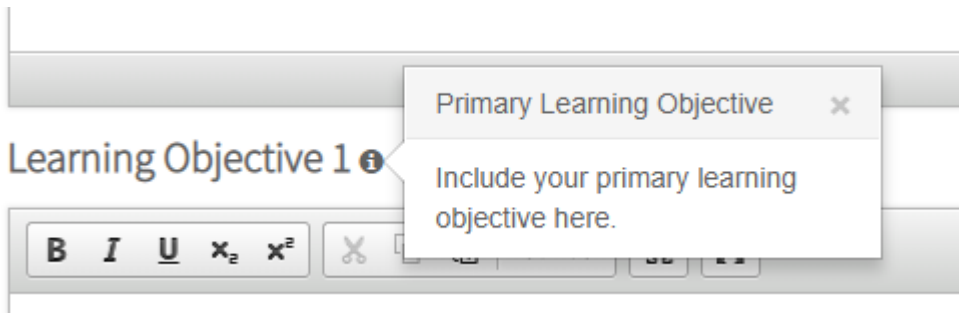 Primary Learning Objective ×
Learning Objective 1
Include your primary learning
objective here.
B I U x₂ x²